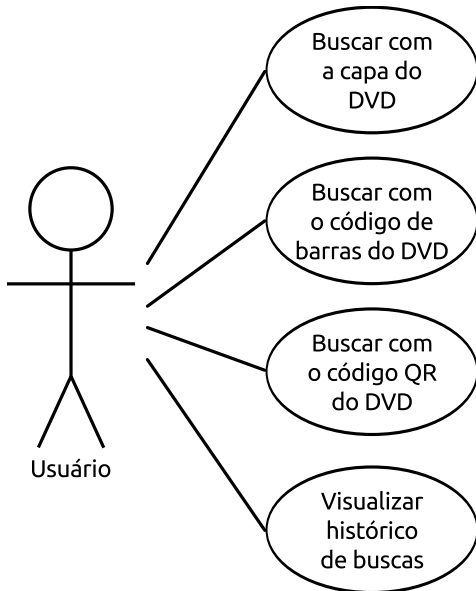 Buscar com
a capa do
DVD
Buscar com
o código de
barras do DVD
Buscar com
o código QR
do DVD
Usuário
Visualizar
histórico
de buscas